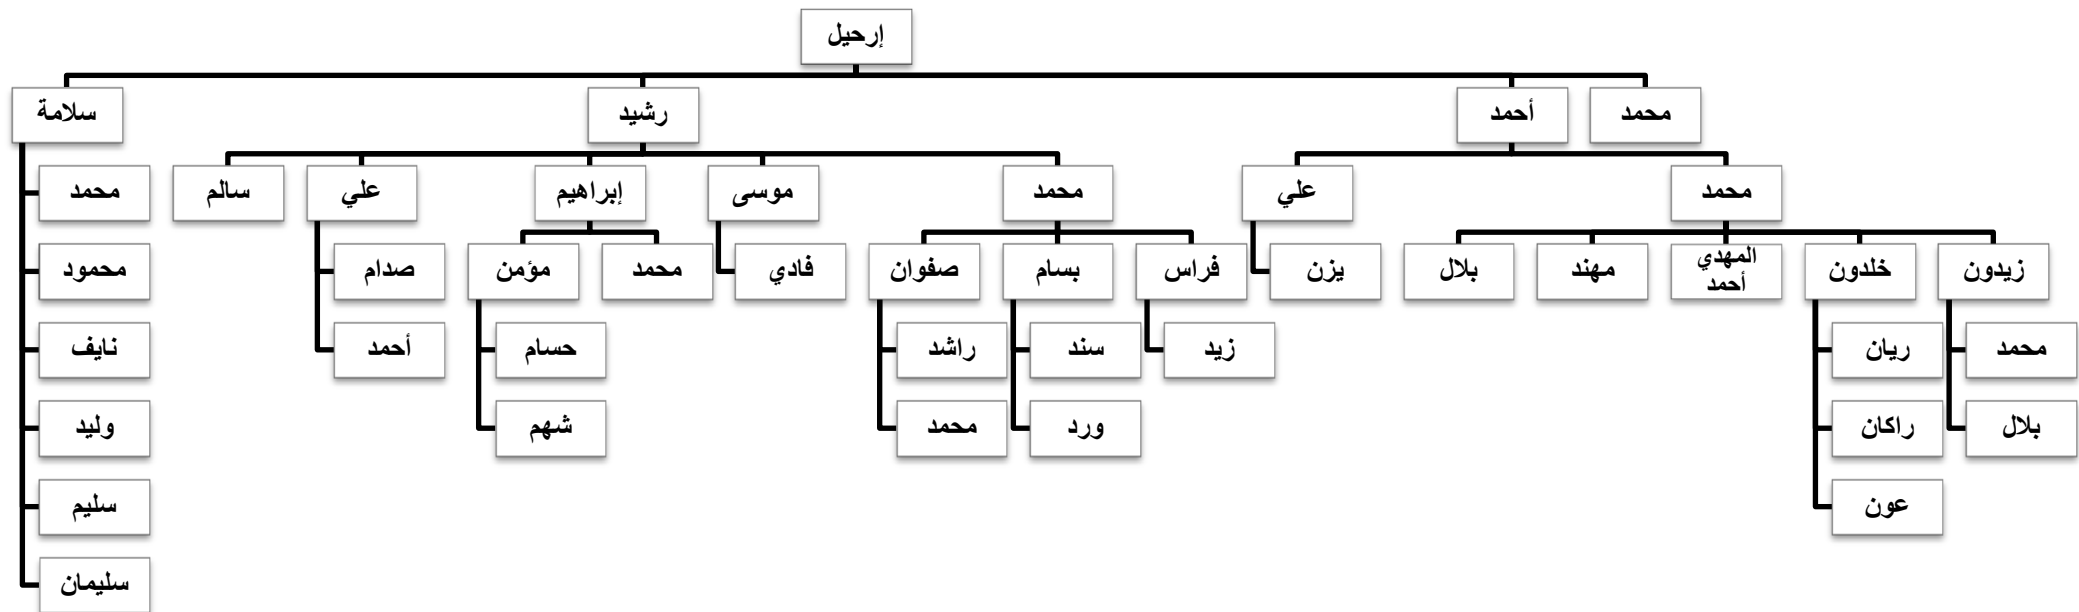 إرحيل
محمد
أحمد
رشيد
سلامة
محمد
علي
محمد
موسى
إبراهيم
علي
سالم
محمد
زيدون
خلدون
المهدي
أحمد
مهند
بلال
يزن
فراس
بسام
صفوان
فادي
محمد
مؤمن
صدام
محمود
محمد
ريان
زيد
سند
راشد
حسام
أحمد
نايف
بلال
راكان
ورد
محمد
شهم
وليد
عون
سليم
سليمان